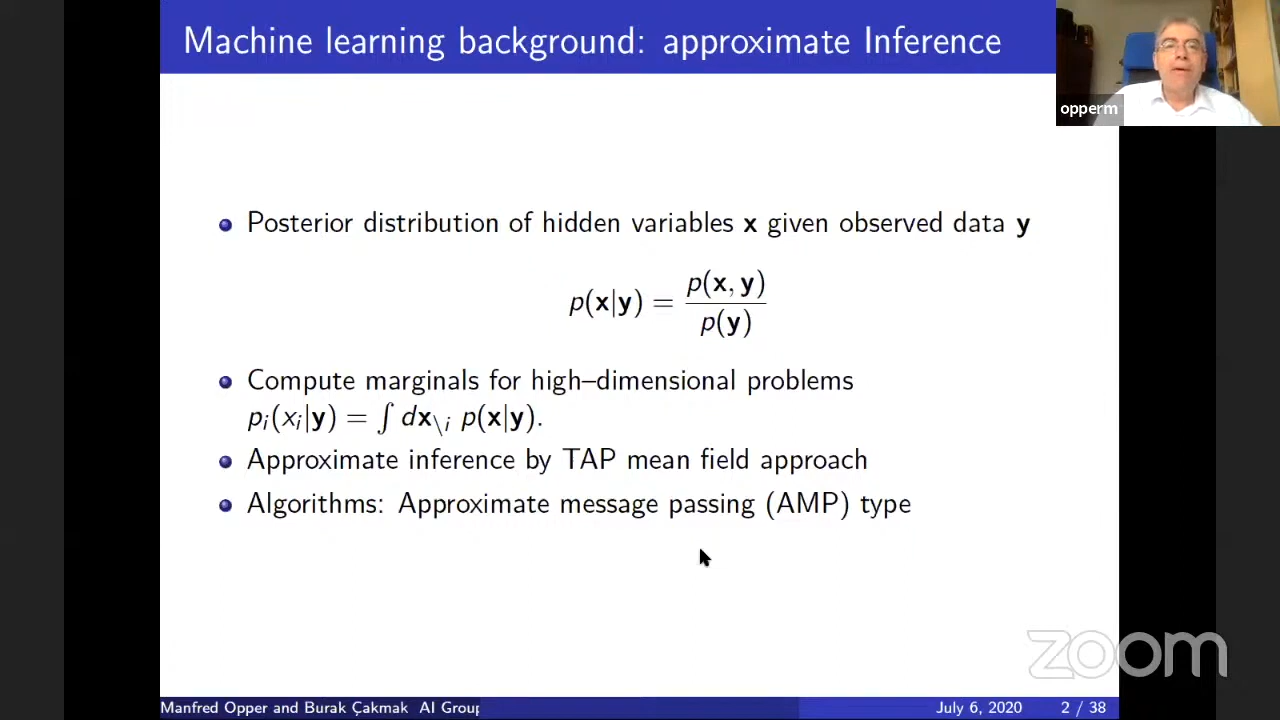 Machine learning background: approximate Inference
opperm
Posterior distribution of hidden variables x given observed data y
p(x|y) = p(x, y) / p(y)
Compute marginals for high–dimensional problems
p_i(x_i|y) = ∫ dx_{\i} p(x|y).
Approximate inference by TAP mean field approach
Algorithms: Approximate message passing (AMP) type
zoom
Manfred Opper and Burak Çakmak AI Group July 6, 2020 2 / 38